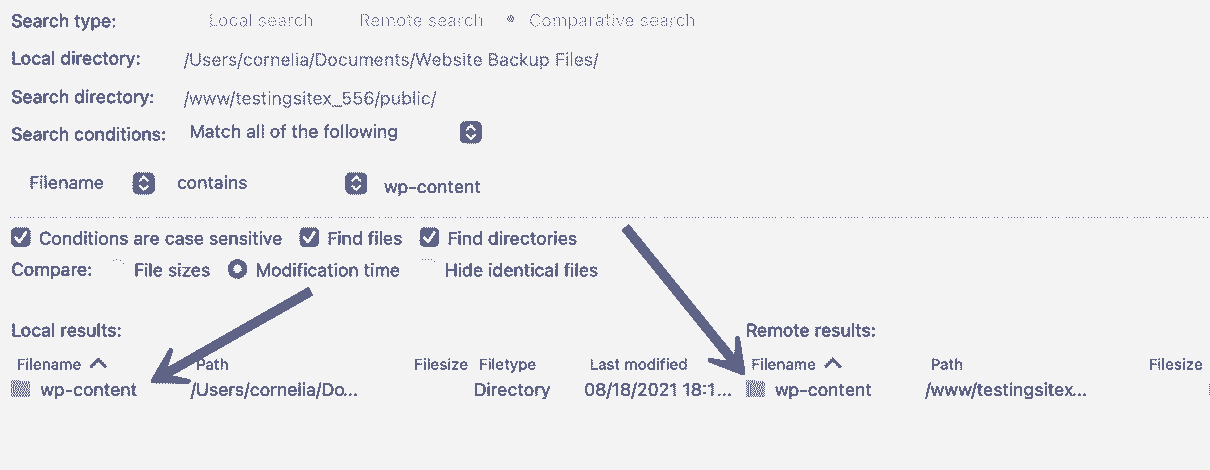 Search type: Local search Remote search Comparative search
Local directory: /Users/cornelia/Documents/Website Backup Files/
Search directory: /www/testingsitex_556/public/
Search conditions: Match all of the following
Filename contains wp-content
Conditions are case sensitive Find files Find directories
Compare: File sizes Modification time Hide identical files
Local results: Remote results:
Filename Path Filesize Filetype Last modified Filename Path Filesize
wp-content /Users/cornelia/Do... Directory 08/18/2021 18:1... wp-content /www/testingsitex...